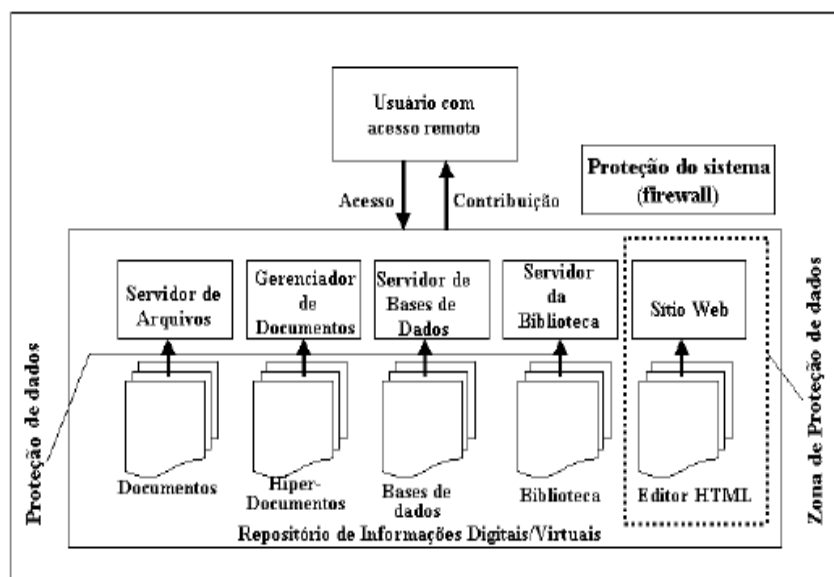 Usuário com
acesso remoto
Proteção do sistema
(firewall)
Acesso
Contribuição
Servidor de
Arquivos
Gerenciador
de
Documentos
Servidor de
Bases de
Dados
Servidor
da
Biblioteca
Sítio Web
Proteção de dados
Zona de Proteção de dados
Documentos
Hiper-
Documentos
Bases de
dados
Biblioteca
Editor HTML
Repositório de Informações Digitais/Virtuais